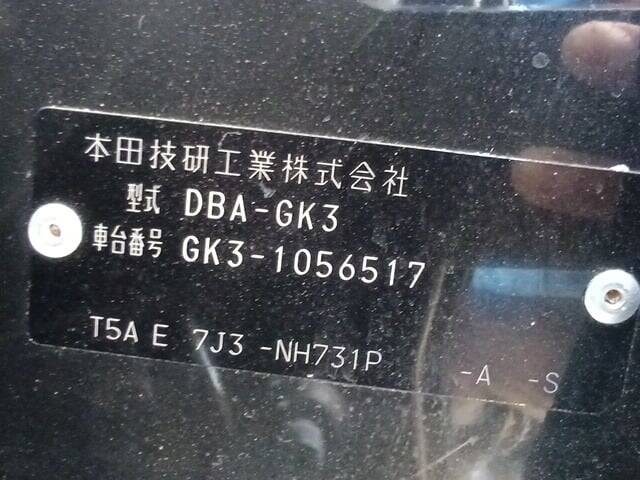 本田技研工業株式会社
型式 DBA-GK3
車台番号 GK3-1056517
T5A E 7J3 -NH731P -A -S